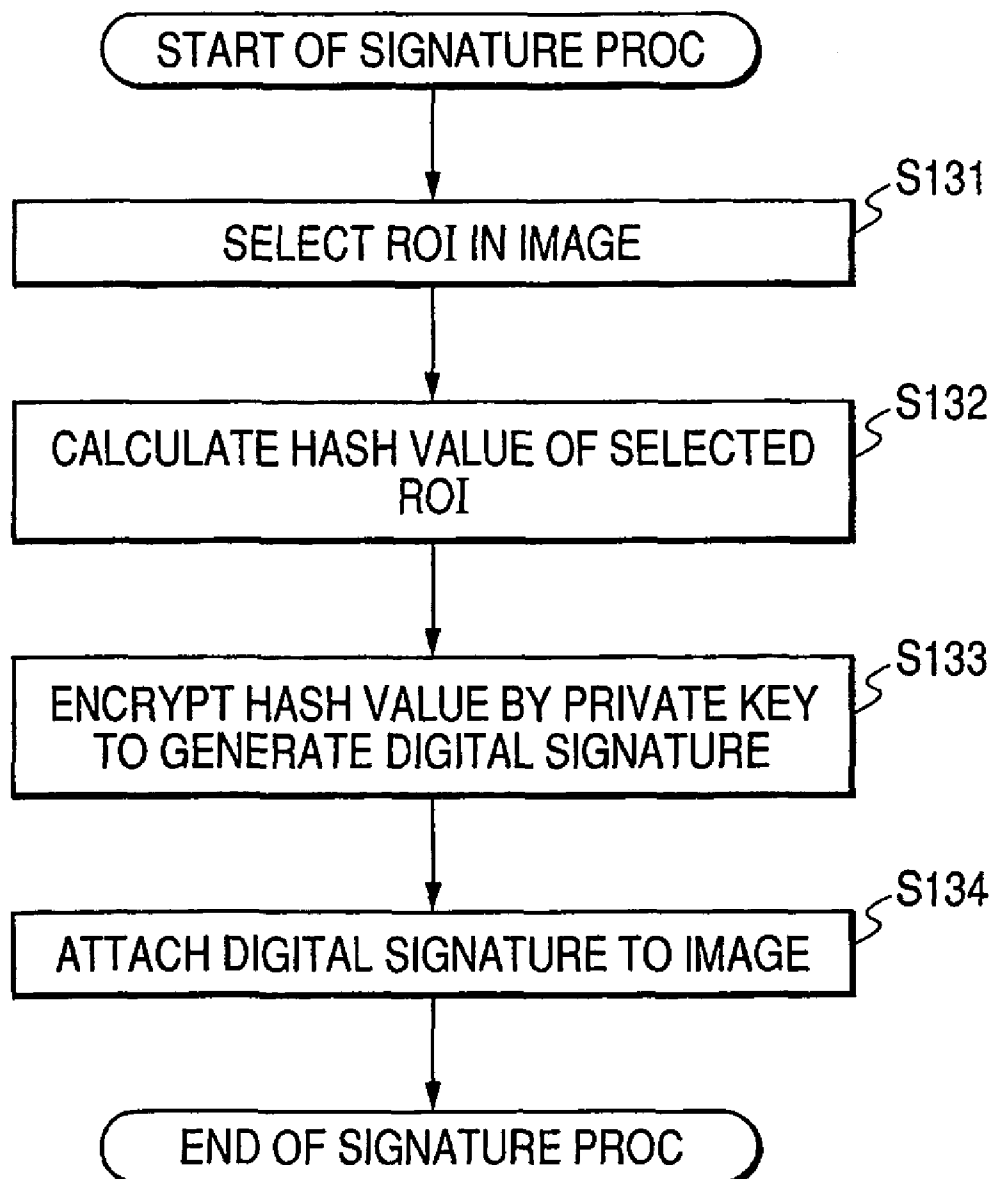 START OF SIGNATURE PROC
S131
SELECT ROI IN IMAGE
S132
CALCULATE HASH VALUE OF SELECTED
ROI
S133
ENCRYPT HASH VALUE BY PRIVATE KEY
TO GENERATE DIGITAL SIGNATURE
S134
ATTACH DIGITAL SIGNATURE TO IMAGE
END OF SIGNATURE PROC